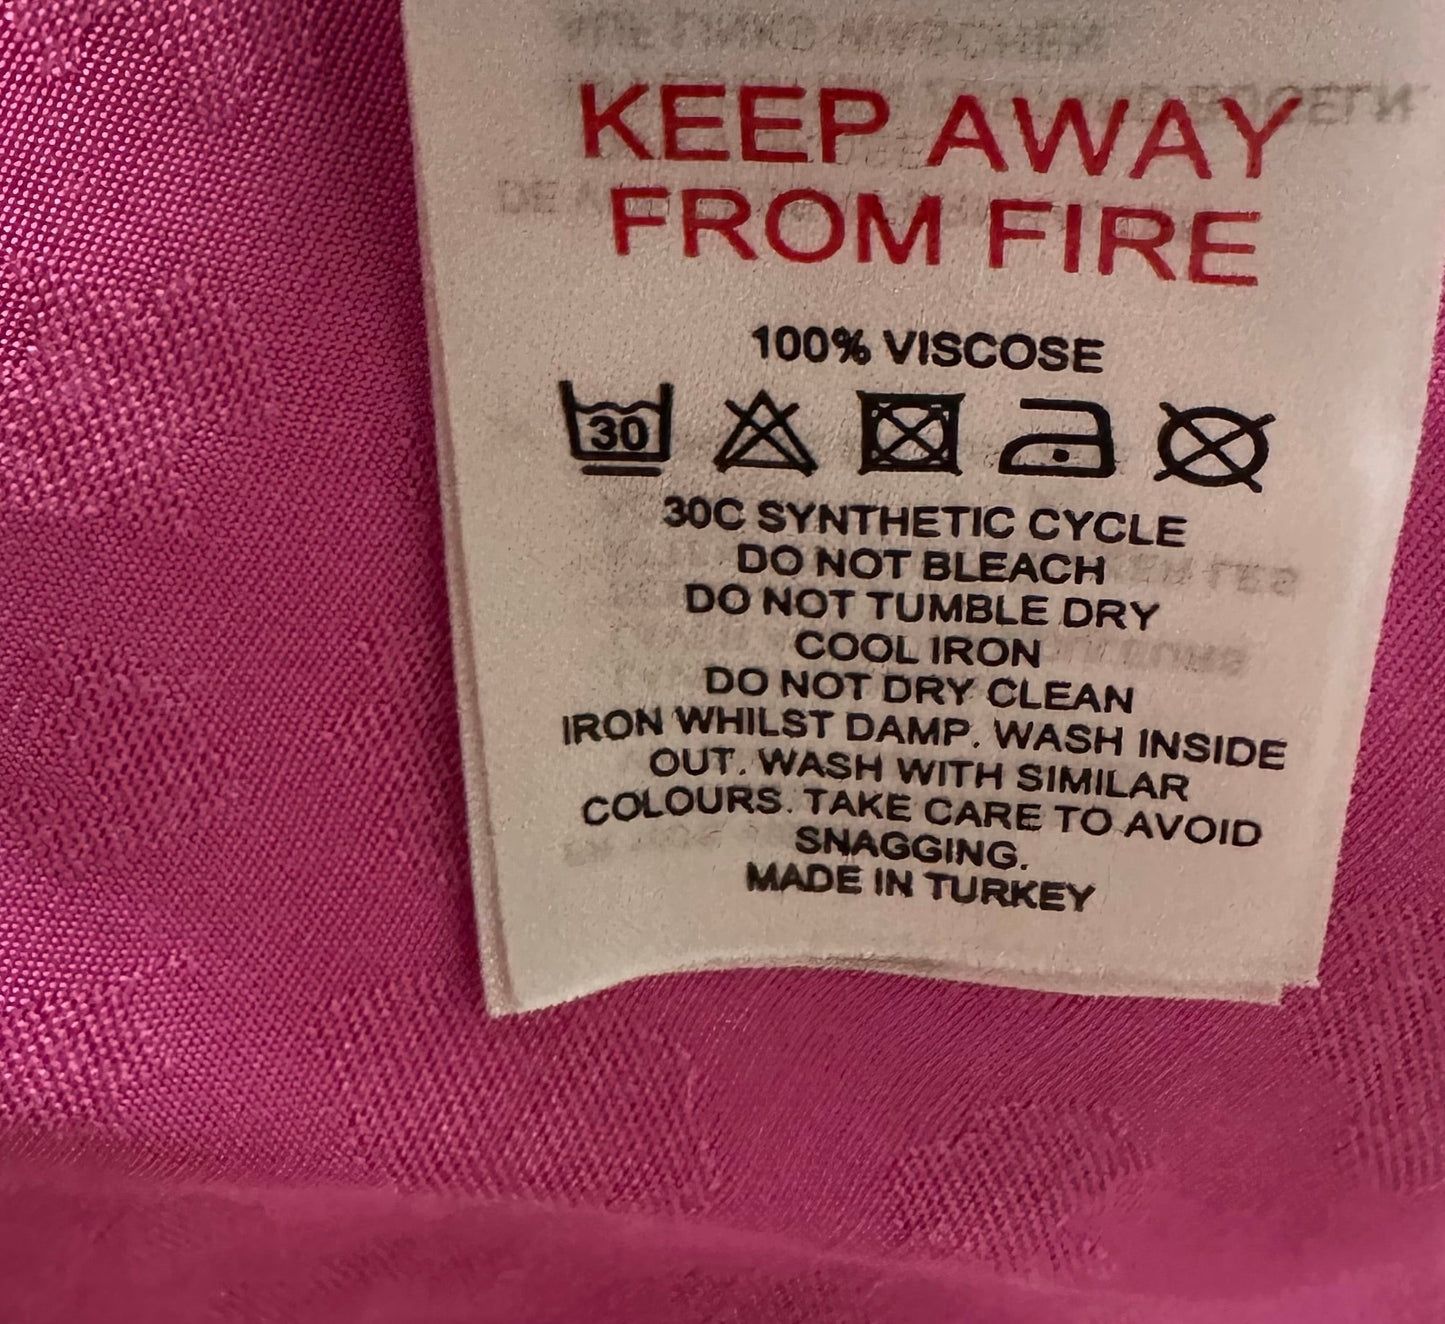 KEEP AWAY
FROM FIRE
100% VISCOSE
30
30C SYNTHETIC CYCLE
DO NOT BLEACH
DO NOT TUMBLE DRY
COOL IRON
DO NOT DRY CLEAN
IRON WHILST DAMP. WASH INSIDE
OUT. WASH WITH SIMILAR
COLOURS. TAKE CARE TO AVOID
SNAGGING.
MADE IN TURKEY